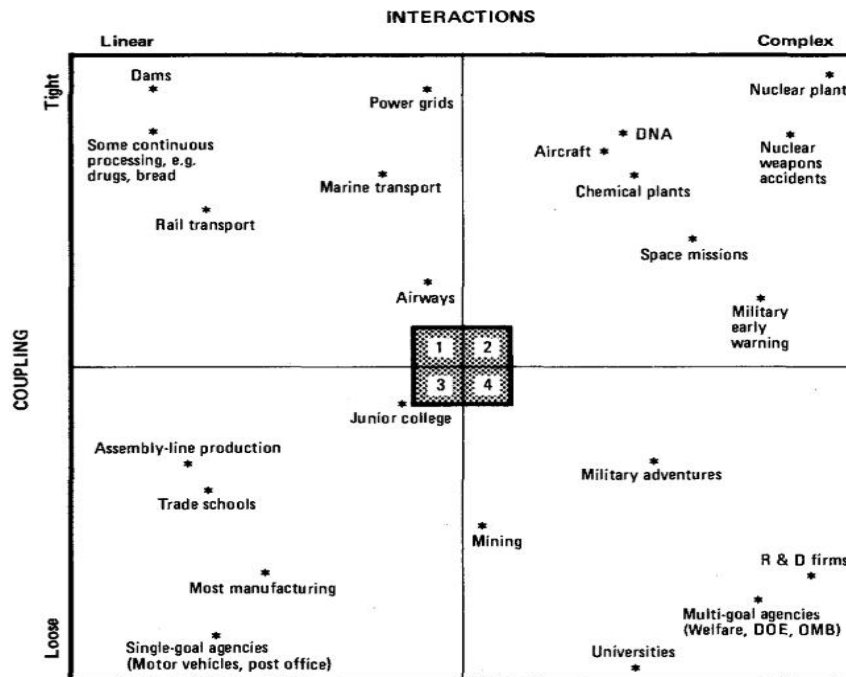 INTERACTIONS
Linear
Complex
COUPLING
Tight
Loose
Dams
Power grids
Nuclear plant
Some continuous
processing, e.g.
drugs, bread
DNA
Aircraft
Nuclear
weapons
accidents
Marine transport
Chemical plants
Rail transport
Space missions
Airways
Military
early
warning
1
2
3
4
Junior college
Assembly-line production
Trade schools
Military adventures
Mining
Most manufacturing
R & D firms
Multi-goal agencies
(Welfare, DOE, OMB)
Single-goal agencies
(Motor vehicles, post office)
Universities